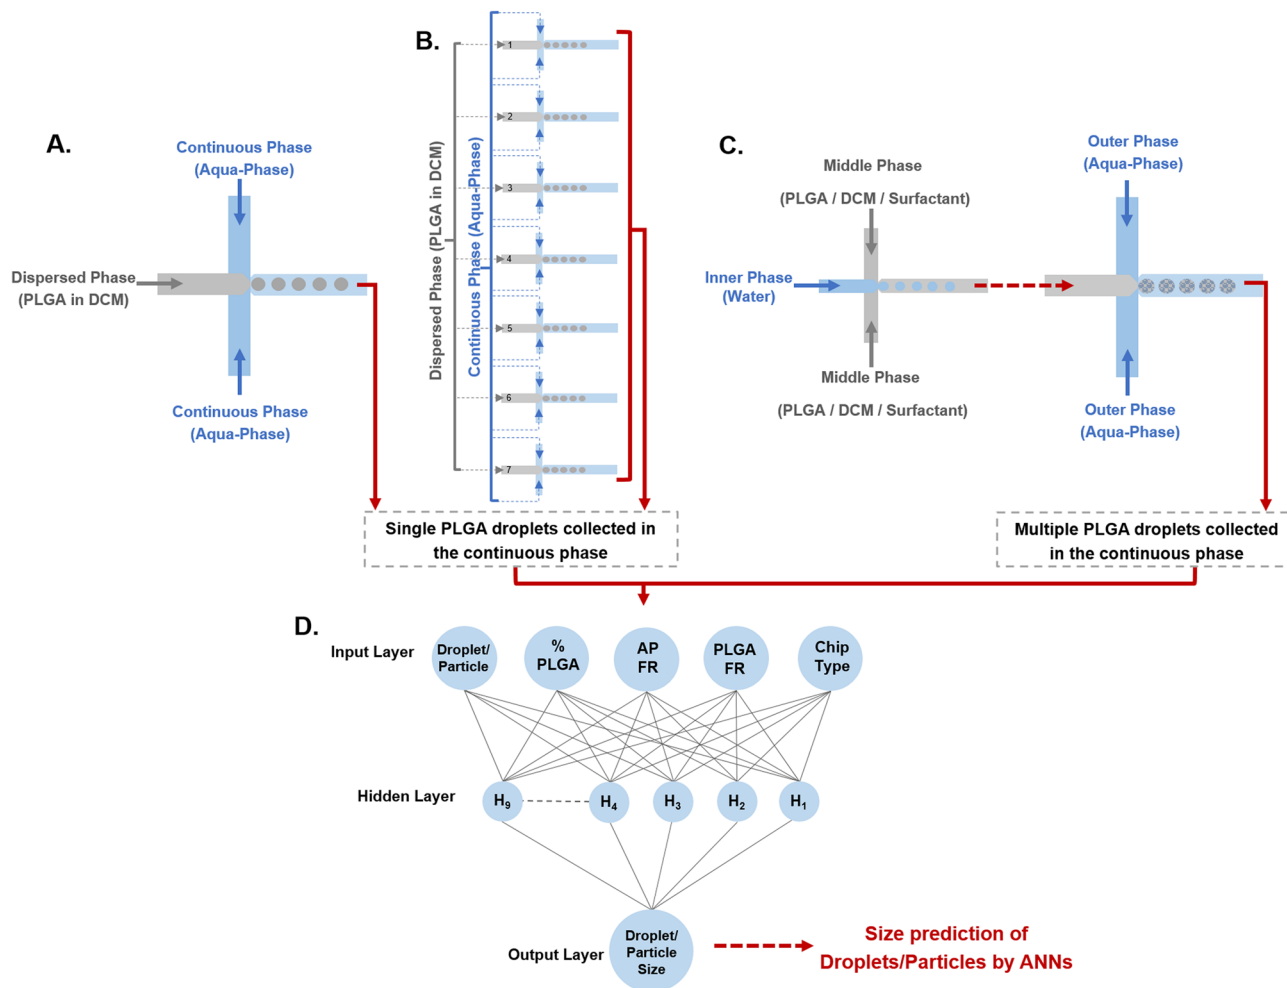 A.
Continuous Phase
(Aqua-Phase)
Dispersed Phase
(PLGA in DCM)
Continuous Phase
(Aqua-Phase)
B.
Dispersed Phase (PLGA in DCM)
Continuous Phase (Aqua-Phase)
1
2
3
4
5
6
7
C.
Middle Phase
(PLGA / DCM / Surfactant)
Inner Phase
(Water)
Middle Phase
(PLGA / DCM / Surfactant)
Outer Phase
(Aqua-Phase)
Outer Phase
(Aqua-Phase)
Single PLGA droplets collected in
the continuous phase
Multiple PLGA droplets collected
in the continuous phase
D.
Input Layer
Droplet/
Particle
%
PLGA
AP
FR
PLGA
FR
Chip
Type
Hidden Layer
H9
H4
H3
H2
H1
Output Layer
Droplet/
Particle
Size
Size prediction of
Droplets/Particles by ANNs